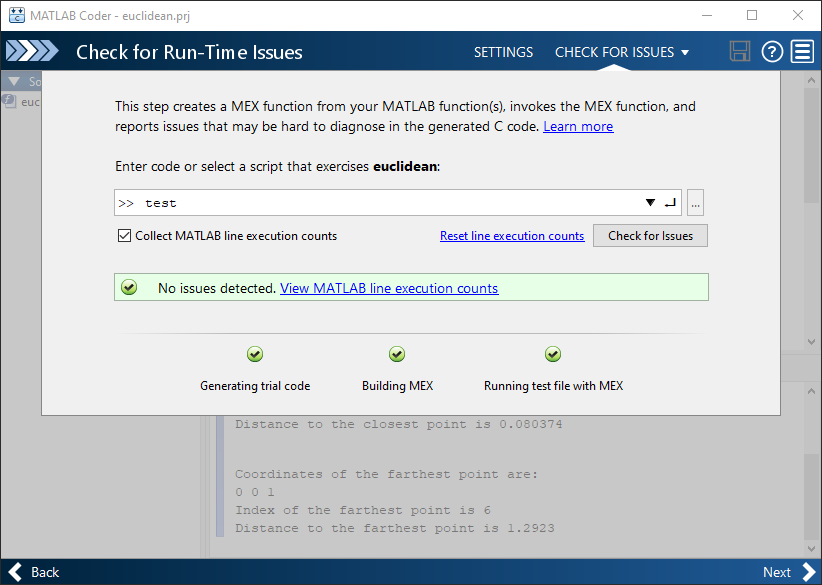 MATLAB Coder - euclidean.prj
Check for Run-Time Issues
SETTINGS
CHECK FOR ISSUES
So
eucl
This step creates a MEX function from your MATLAB function(s), invokes the MEX function, and
reports issues that may be hard to diagnose in the generated C code. Learn more
Enter code or select a script that exercises euclidean:
>> test
...
Collect MATLAB line execution counts
Reset line execution counts
Check for Issues
No issues detected. View MATLAB line execution counts
Generating trial code
Building MEX
Running test file with MEX
Distance to the closest point is 0.080374
Coordinates of the farthest point are:
0 0 1
Index of the farthest point is 6
Distance to the farthest point is 1.2923
Back
Next